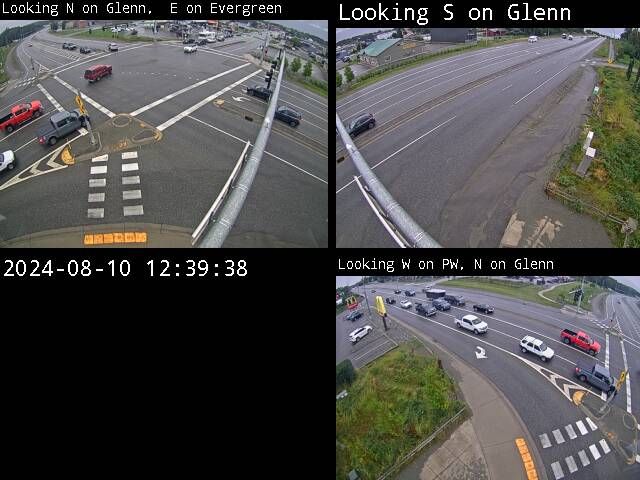 Looking N on Glenn, E on Evergreen
Looking S on Glenn
2024-08-10 12:39:38
Looking W on PW, N on Glenn